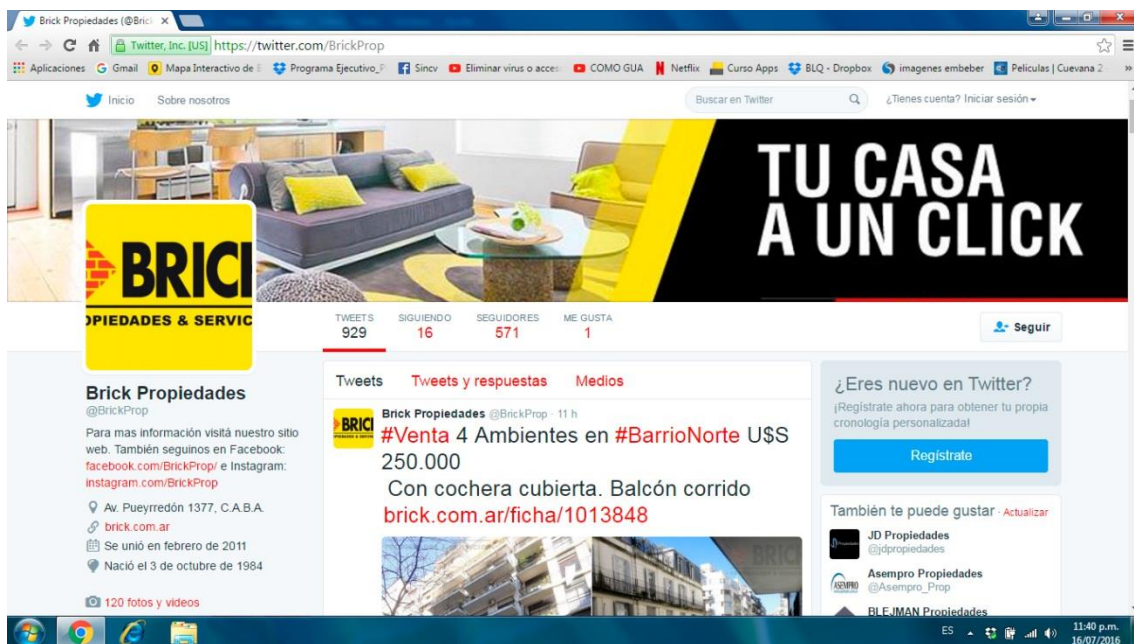 Brick Propiedades (@Brick
Twitter, Inc. [US] https://twitter.com/BrickProp
Aplicaciones Gmail Mapa Interactivo de Programa Ejecutivo_P Sincv Eliminar virus o acces COMO GUA Netflix Curso Apps BLQ - Dropbox imagenes embeber Peliculas | Cuevana 2 »
Inicio Sobre nosotros Buscar en Twitter ¿Tienes cuenta? Iniciar sesión
TU CASA
A UN CLICK
BRICK
OPIEDADES & SERVIC
TWEETS SIGUIENDO SEGUIDORES ME GUSTA
929 16 571 1
Seguir
Brick Propiedades
@BrickProp
Para mas información visitá nuestro sitio
web. También seguinos en Facebook:
facebook.com/BrickProp/ e Instagram:
instagram.com/BrickProp
Av. Pueyrredón 1377, C.A.B.A.
brick.com.ar
Se unió en febrero de 2011
Nació el 3 de octubre de 1984
120 fotos y videos
Tweets Tweets y respuestas Medios
BRICK
Brick Propiedades @BrickProp · 11 h
#Venta 4 Ambientes en #BarrioNorte U$S
250.000
Con cochera cubierta. Balcón corrido
brick.com.ar/ficha/1013848
BRIC
¿Eres nuevo en Twitter?
¡Regístrate ahora para obtener tu propia
cronología personalizada!
Regístrate
También te puede gustar · Actualizar
JD Propiedades
@jdpropiedades
ASEMPRO
Asempro Propiedades
@Asempro_Prop
BLEJMAN Propiedades
ES 11:40 p.m.
16/07/2016